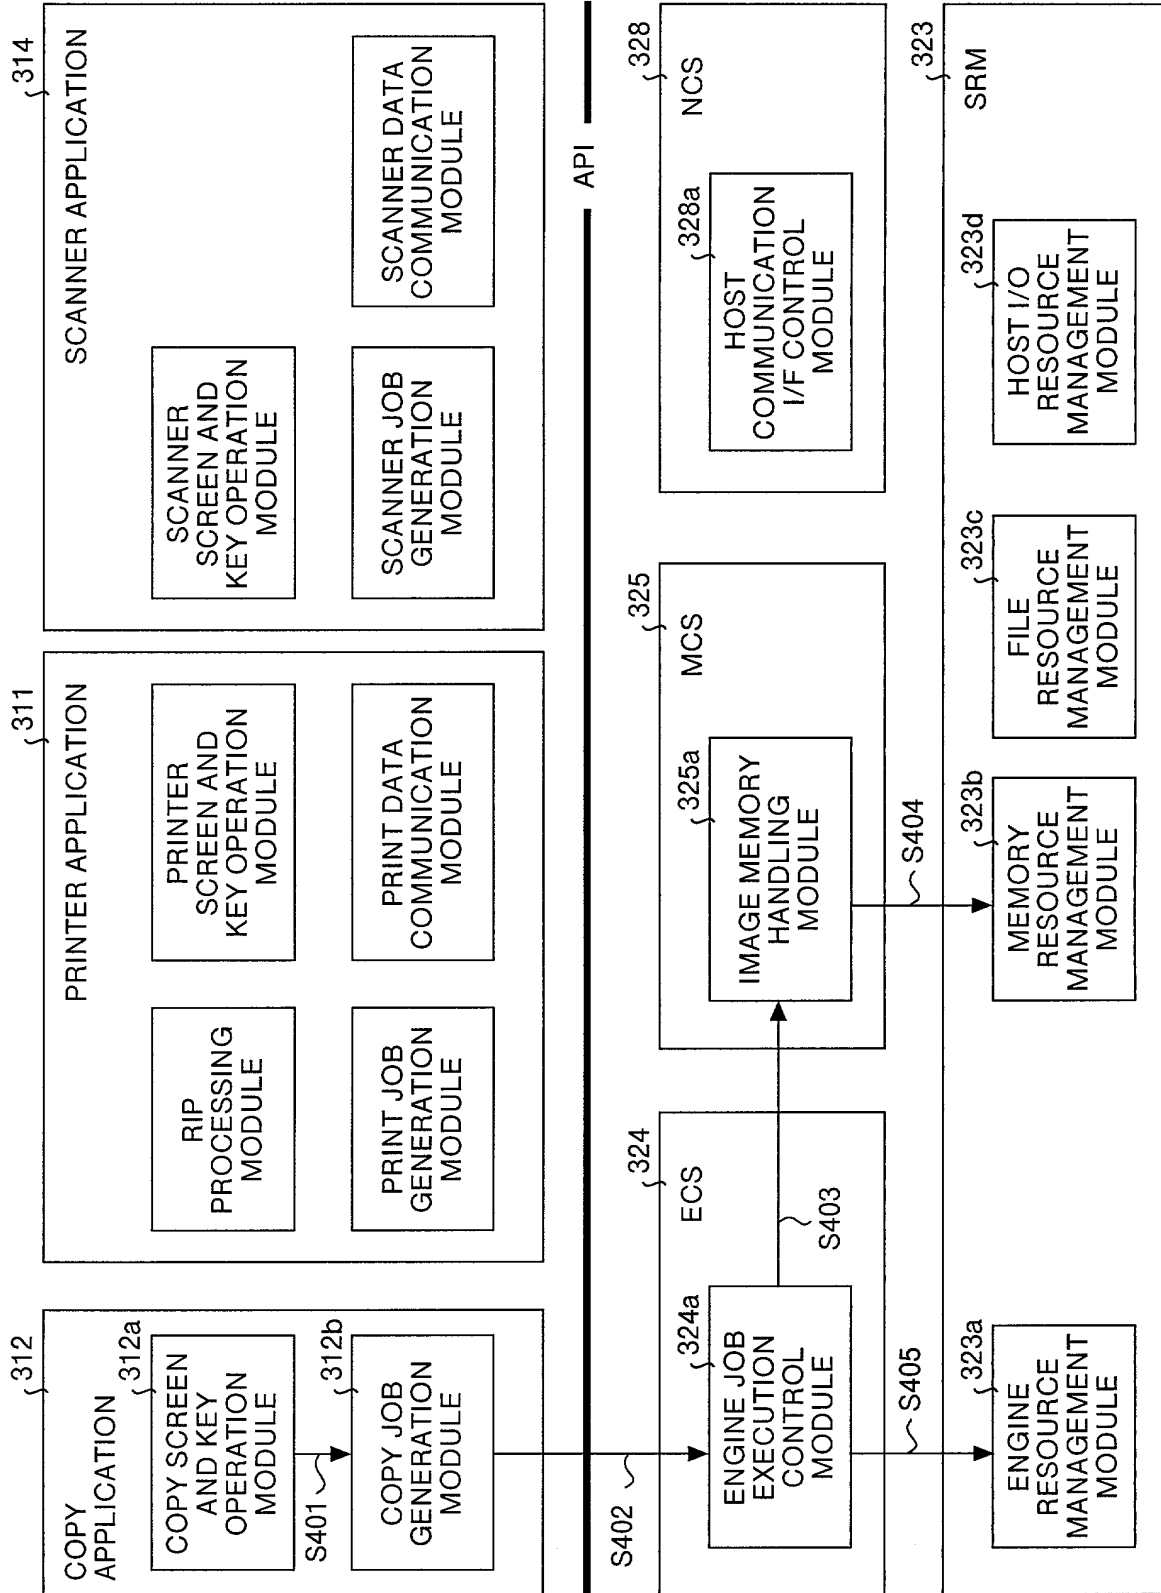 312
COPY
APPLICATION
312a
COPY SCREEN
AND KEY
OPERATION
MODULE
S401
312b
COPY JOB
GENERATION
MODULE
311
PRINTER APPLICATION
RIP
PROCESSING
MODULE
PRINTER
SCREEN AND
KEY OPERATION
MODULE
PRINT JOB
GENERATION
MODULE
PRINT DATA
COMMUNICATION
MODULE
314
SCANNER APPLICATION
SCANNER
SCREEN AND
KEY OPERATION
MODULE
SCANNER JOB
GENERATION
MODULE
SCANNER DATA
COMMUNICATION
MODULE
API
S402
324
ECS
324a
ENGINE JOB
EXECUTION
CONTROL
MODULE
S403
325
MCS
325a
IMAGE MEMORY
HANDLING
MODULE
328
NCS
328a
HOST
COMMUNICATION
I/F CONTROL
MODULE
S405
S404
323
SRM
323a
ENGINE
RESOURCE
MANAGEMENT
MODULE
323b
MEMORY
RESOURCE
MANAGEMENT
MODULE
323c
FILE
RESOURCE
MANAGEMENT
MODULE
323d
HOST I/O
RESOURCE
MANAGEMENT
MODULE